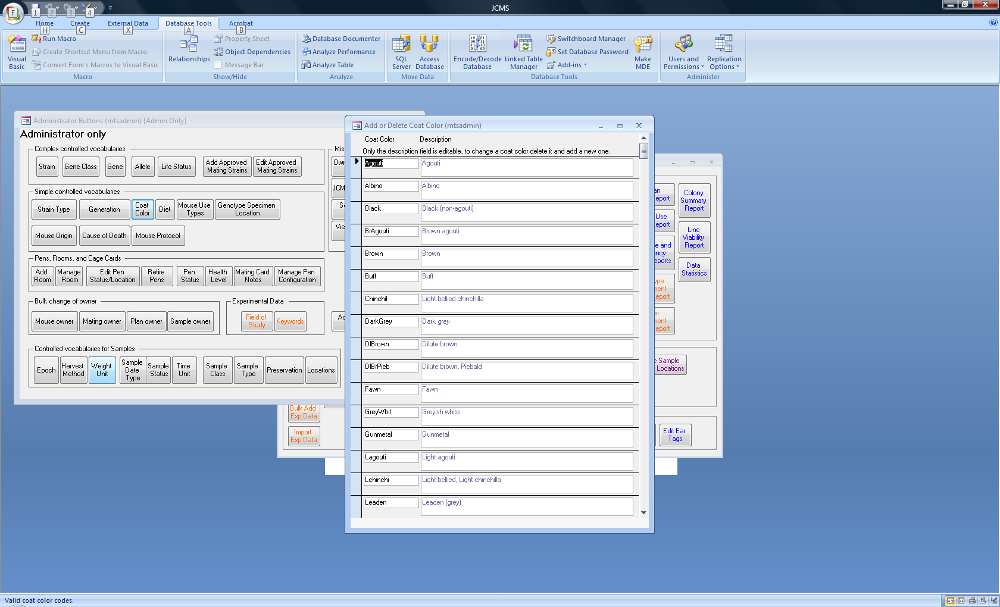 JCMS
F
1
2
3
4
Home
Create
External Data
Database Tools
Acrobat
H
C
X
A
B
Visual Basic
Run Macro
Create Shortcut Menu from Macro
Convert Form's Macros to Visual Basic
Macro
Relationships
Property Sheet
Object Dependencies
Message Bar
Show/Hide
Database Documenter
Analyze Performance
Analyze Table
Analyze
SQL Server
Access Database
Move Data
Encode/Decode Database
Linked Table Manager
Switchboard Manager
Set Database Password
Add-ins
Make MDE
Database Tools
Users and Permissions
Replication Options
Administer
Administrator Buttons (mtsadmin) {Admin Only}
Administrator only
Complex controlled vocabularies
Strain
Gene Class
Gene
Allele
Life Status
Add Approved Mating Strains
Edit Approved Mating Strains
Simple controlled vocabularies
Strain Type
Generation
Coat Color
Diet
Mouse Use Types
Genotype Specimen Location
Mouse Origin
Cause of Death
Mouse Protocol
Pens, Rooms, and Cage Cards
Add Room
Manage Room
Edit Pen Status/Location
Retire Pens
Pen Status
Health Level
Mating Card Notes
Manage Pen Configuration
Bulk change of owner
Mouse owner
Mating owner
Plan owner
Sample owner
Experimental Data
Field of Study
Keywords
Controlled vocabularies for Samples
Epoch
Harvest Method
Weight Unit
Sample Date Type
Sample Status
Time Unit
Sample Class
Sample Type
Preservation
Locations
Mis
Own
JCM
Vie
Bulk Add Exp Data
Import Exp Data
Add or Delete Coat Color (mtsadmin)
Coat Color Description
Only the description field is editable, to change a coat color delete it and add a new one.
Agouti Agouti
Albino Albino
Black Black (non-agouti)
BrAgouti Brown agouti
Brown Brown
Buff Buff
Chinchil Light-bellied chinchilla
DarkGrey Dark grey
DlBrown Dilute brown
DlBrPieb Dilute brown, Piebald
Fawn Fawn
GreyWhit Greyish white
Gunmetal Gunmetal
Lagouti Light agouti
Lchinchi Light-bellied, Light chinchilla
Leaden Leaden (grey)
Colony Summary Report
Line Viability Report
Data Statistics
Edit Ear Tags
e Sample Locations
Valid coat color codes.